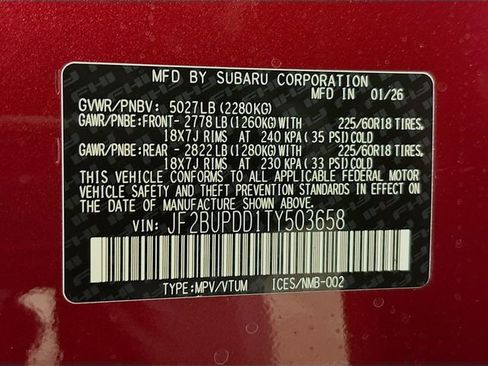 MFD BY SUBARU CORPORATION
MFD IN 01/26
GVWR/PNBV: 5027LB(2280KG)
GAWR/PNBE:FRONT- 2778LB(1260KG)WITH 225/60R18 TIRES,
18X7J RIMS AT 240 KPA(35 PSI)COLD
GAWR/PNBE:REAR - 2822LB(1280KG)WITH 225/60R18 TIRES,
18X7J RIMS AT 230 KPA(33 PSI)COLD
THIS VEHICLE CONFORMS TO ALL APPLICABLE FEDERAL MOTOR
VEHICLE SAFETY AND THEFT PREVENTION STANDARDS IN EFFECT ON
THE DATE OF MANUFACTURE SHOWN ABOVE.
VIN: JF2BUPDD1TY503658
TYPE:MPV/VTUM ICES/NMB-002